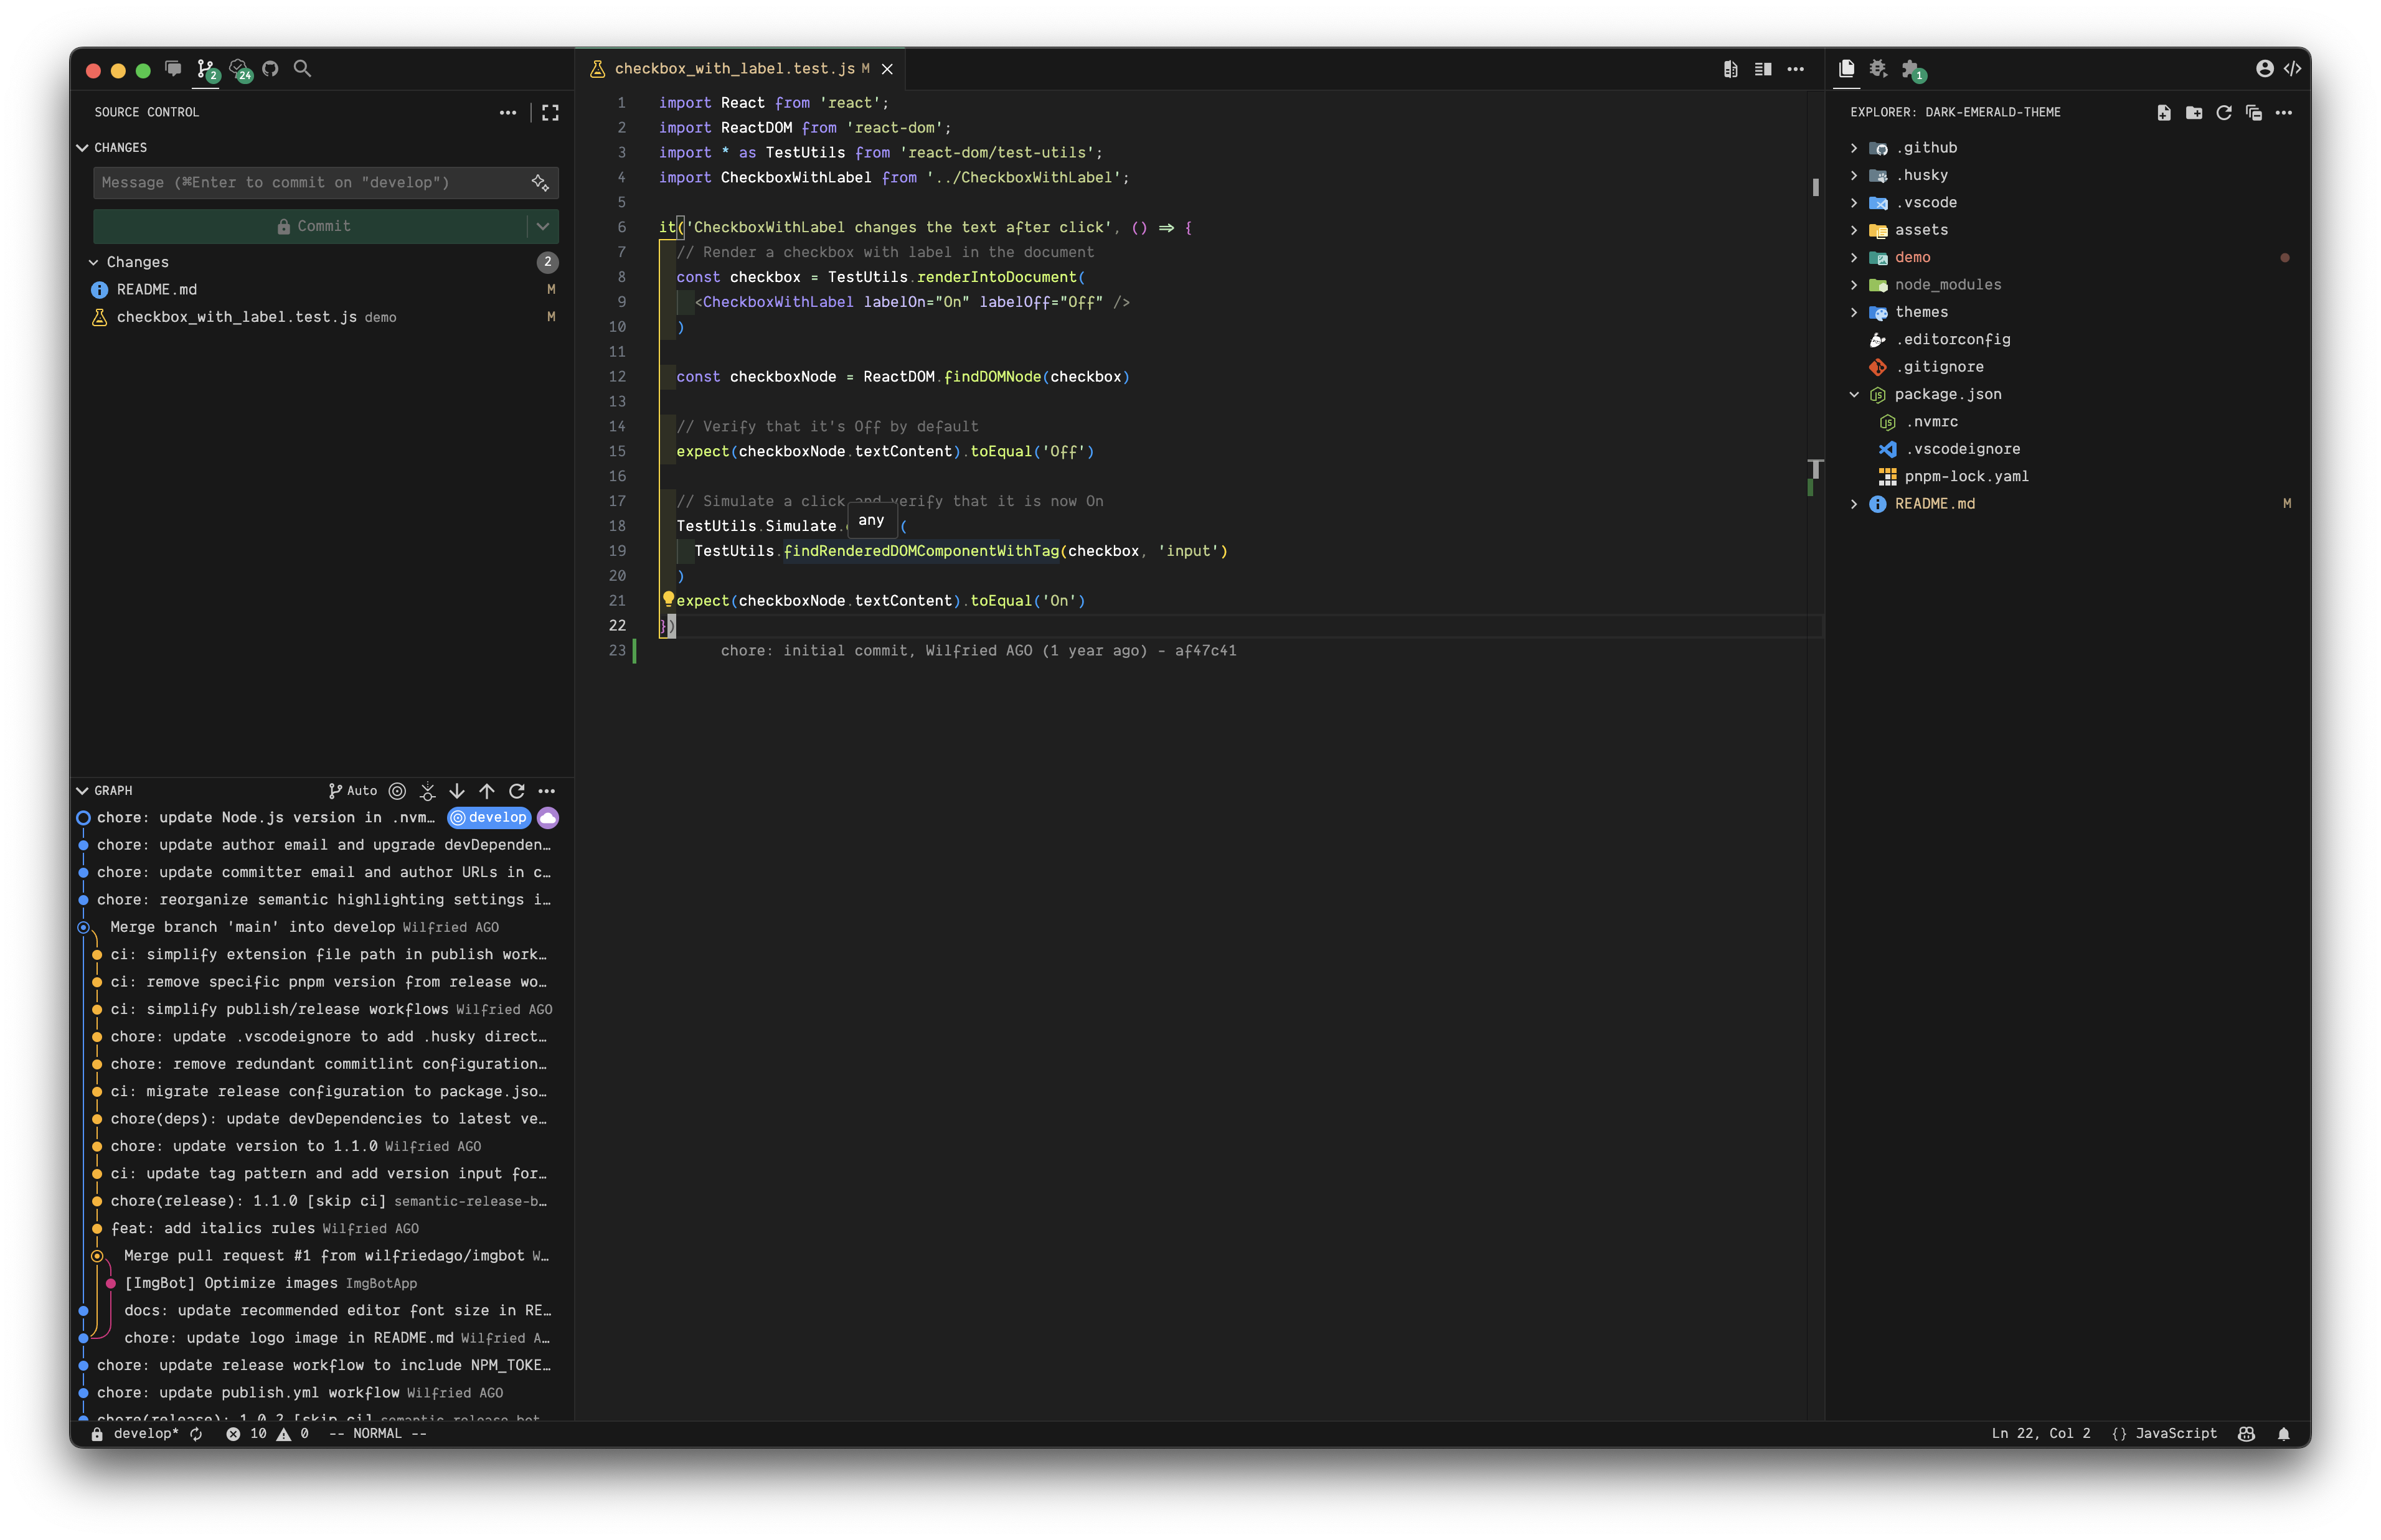 2
24
SOURCE CONTROL
CHANGES
Message (⌘Enter to commit on "develop")
Commit
Changes 2
README.md M
checkbox_with_label.test.js demo M
GRAPH Auto
chore: update Node.js version in .nvm… develop
chore: update author email and upgrade devDependen…
chore: update committer email and author URLs in c…
chore: reorganize semantic highlighting settings i…
Merge branch 'main' into develop Wilfried AGO
ci: simplify extension file path in publish work…
ci: remove specific pnpm version from release wo…
ci: simplify publish/release workflows Wilfried AGO
chore: update .vscodeignore to add .husky direct…
chore: remove redundant commitlint configuration…
ci: migrate release configuration to package.jso…
chore(deps): update devDependencies to latest ve…
chore: update version to 1.1.0 Wilfried AGO
ci: update tag pattern and add version input for…
chore(release): 1.1.0 [skip ci] semantic-release-b…
feat: add italics rules Wilfried AGO
Merge pull request #1 from wilfriedago/imgbot W…
[ImgBot] Optimize images ImgBotApp
docs: update recommended editor font size in RE…
chore: update logo image in README.md Wilfried A…
chore: update release workflow to include NPM_TOKE…
chore: update publish.yml workflow Wilfried AGO
chore(release): 1.0.2 [skip ci] semantic-release-bot
checkbox_with_label.test.js M
1 import React from 'react';
2 import ReactDOM from 'react-dom';
3 import * as TestUtils from 'react-dom/test-utils';
4 import CheckboxWithLabel from '../CheckboxWithLabel';
5
6 it('CheckboxWithLabel changes the text after click', () => {
7 // Render a checkbox with label in the document
8 const checkbox = TestUtils.renderIntoDocument(
9 <CheckboxWithLabel labelOn="On" labelOff="Off" />
10 )
11
12 const checkboxNode = ReactDOM.findDOMNode(checkbox)
13
14 // Verify that it's Off by default
15 expect(checkboxNode.textContent).toEqual('Off')
16
17 // Simulate a click and verify that it is now On
any
18 TestUtils.Simulate. (
19 TestUtils.findRenderedDOMComponentWithTag(checkbox, 'input')
20 )
21 expect(checkboxNode.textContent).toEqual('On')
22 })
23 chore: initial commit, Wilfried AGO (1 year ago) - af47c41
1
EXPLORER: DARK-EMERALD-THEME
.github
.husky
.vscode
assets
demo
node_modules
themes
.editorconfig
.gitignore
package.json
.nvmrc
.vscodeignore
pnpm-lock.yaml
README.md M
develop* 10 0 -- NORMAL --
Ln 22, Col 2 {} JavaScript